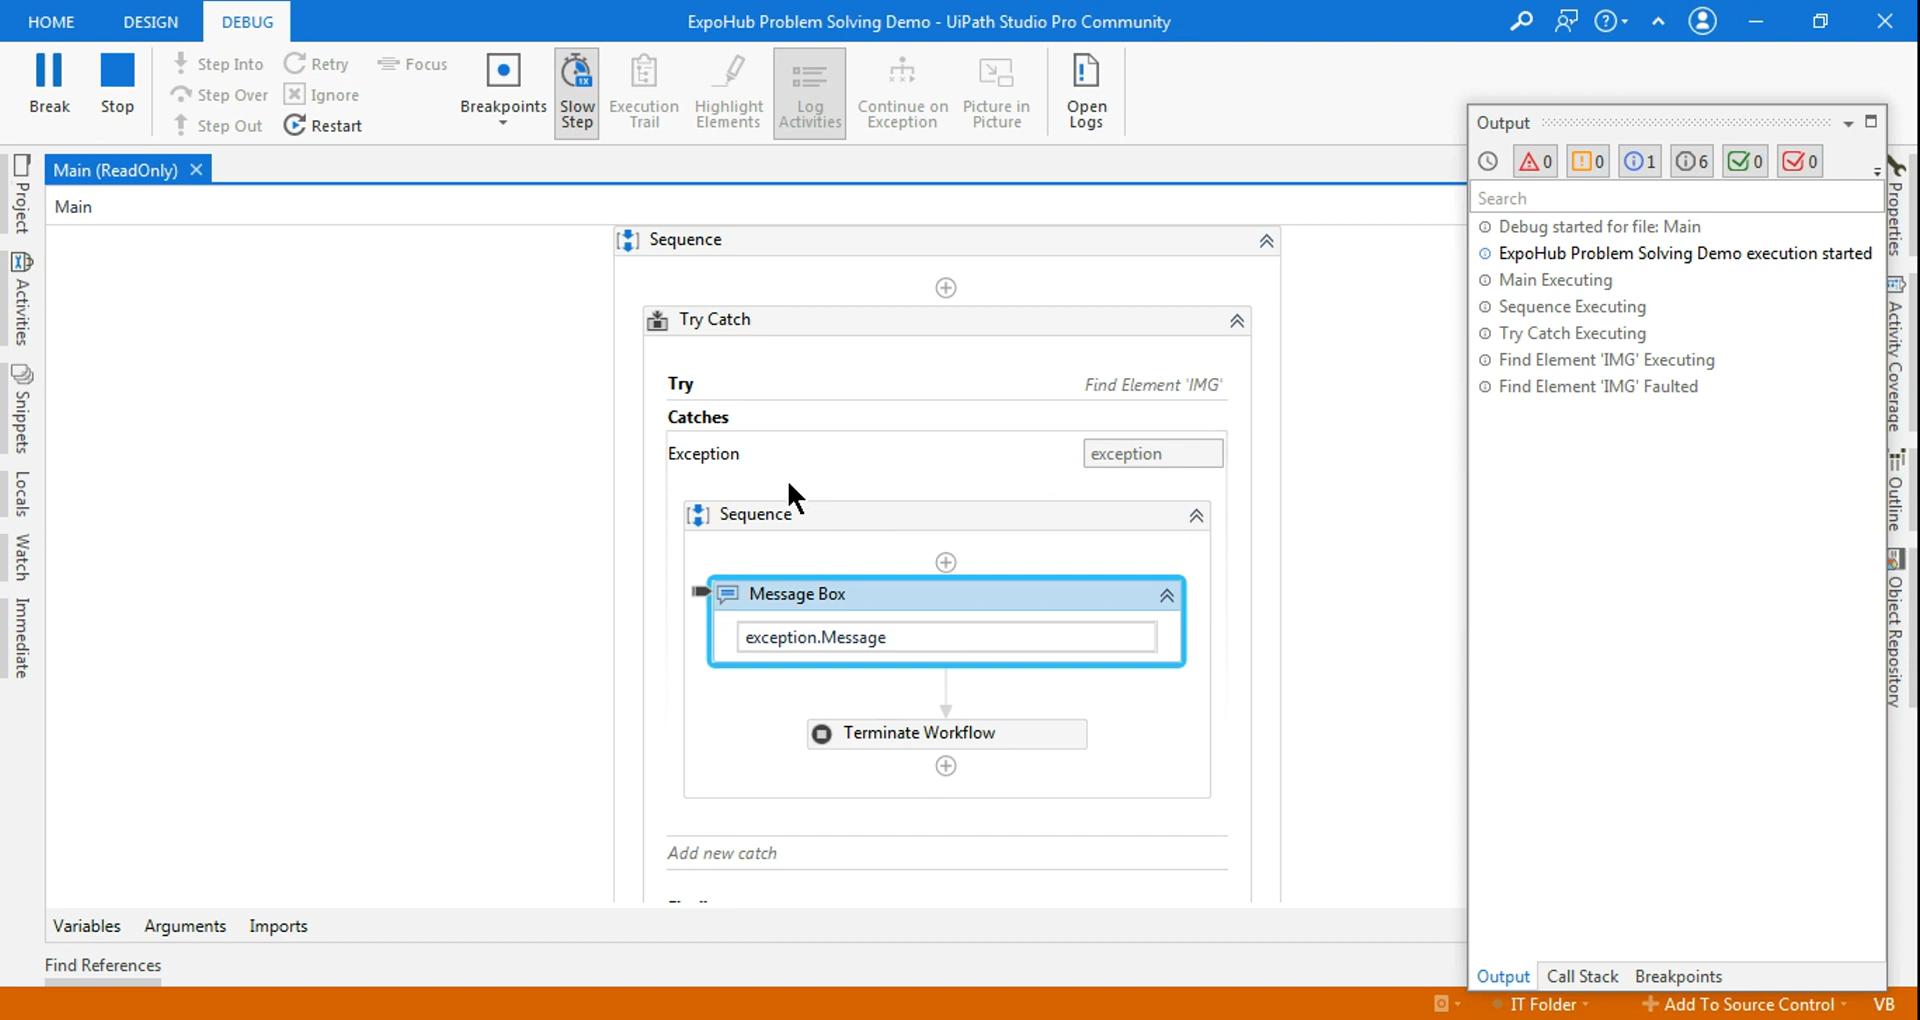 HOME DESIGN DEBUG ExpoHub Problem Solving Demo - UiPath Studio Pro Community
Break
Stop
Step Into
Step Over
Step Out
Retry
Ignore
Restart
Focus
Breakpoints
Slow
Step
1X
Execution
Trail
Highlight
Elements
Log
Activities
Continue on
Exception
Picture in
Picture
Open
Logs
Main (ReadOnly)
Main
Project
Activities
Snippets
Locals
Watch
Immediate
Sequence
Try Catch
Try Find Element 'IMG'
Catches
Exception exception
Sequence
Message Box
exception.Message
Terminate Workflow
Add new catch
Output
0 0 1 6 0 0
Search
Debug started for file: Main
ExpoHub Problem Solving Demo execution started
Main Executing
Sequence Executing
Try Catch Executing
Find Element 'IMG' Executing
Find Element 'IMG' Faulted
Output Call Stack Breakpoints
Properties
Activity Coverage
Outline
Object Repository
Variables Arguments Imports
Find References
IT Folder Add To Source Control VB